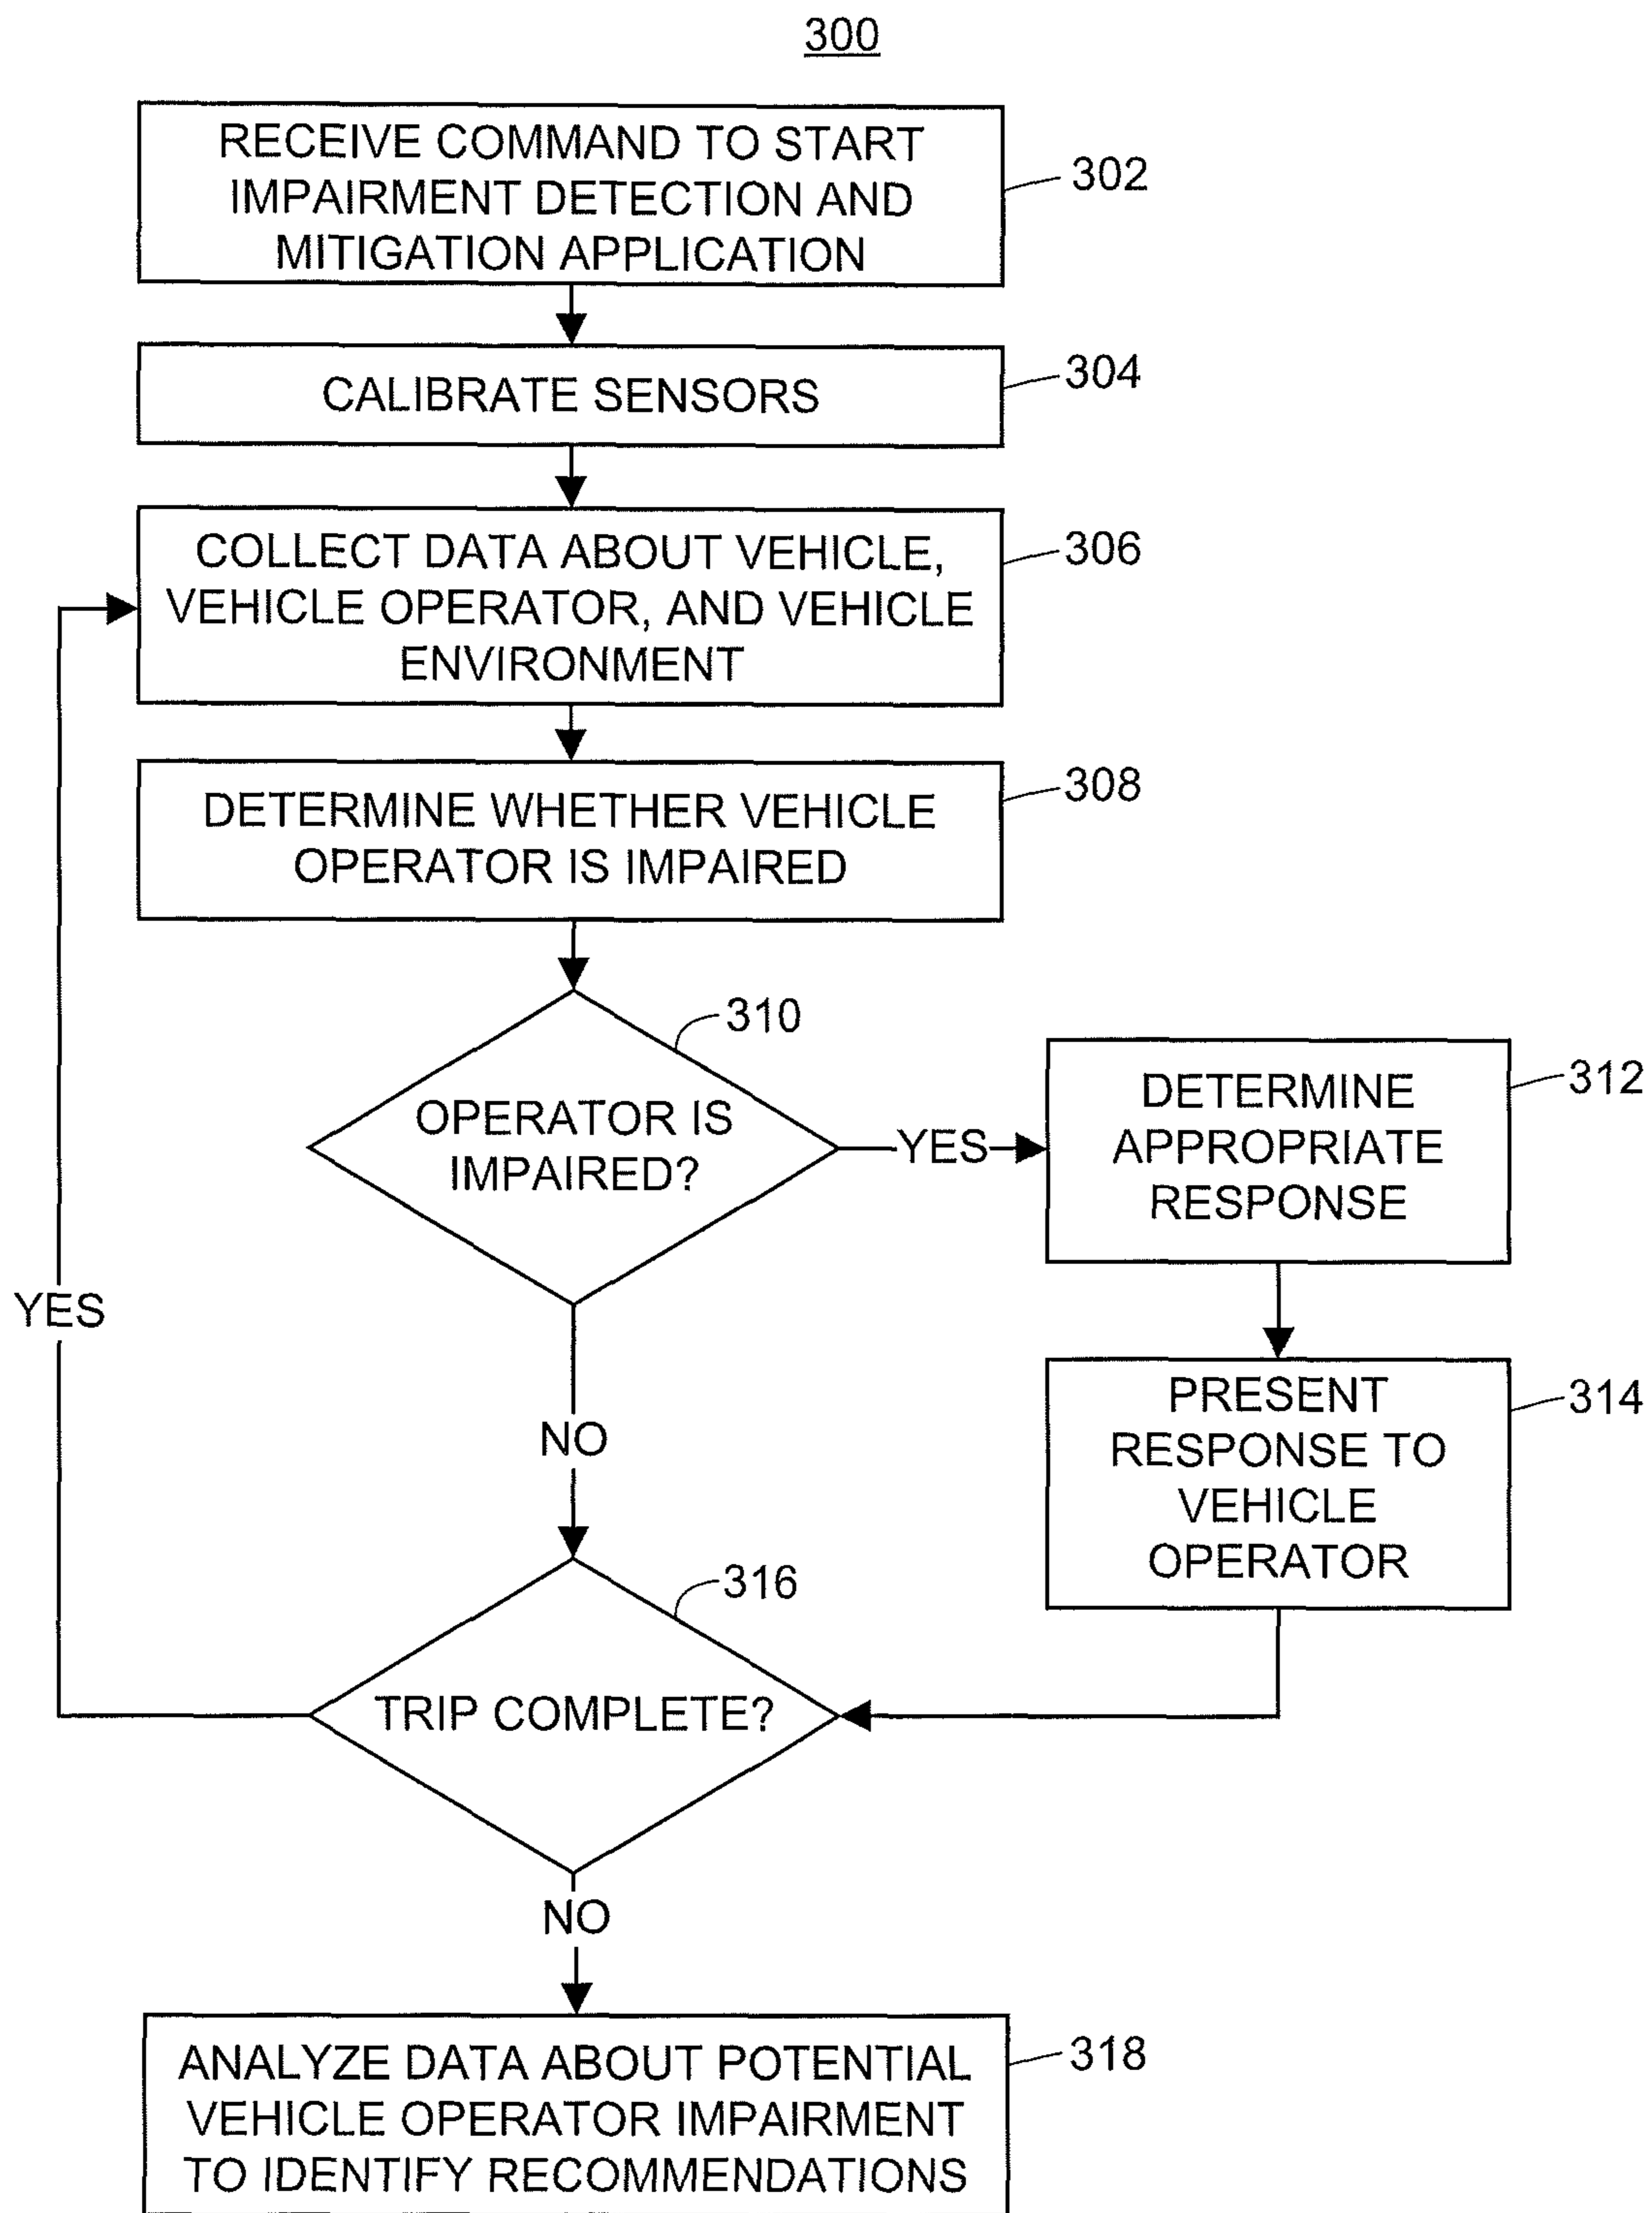 300
RECEIVE COMMAND TO START
IMPAIRMENT DETECTION AND
MITIGATION APPLICATION
302
CALIBRATE SENSORS
304
COLLECT DATA ABOUT VEHICLE,
VEHICLE OPERATOR, AND VEHICLE
ENVIRONMENT
306
DETERMINE WHETHER VEHICLE
OPERATOR IS IMPAIRED
308
310
OPERATOR IS
IMPAIRED?
YES
DETERMINE
APPROPRIATE
RESPONSE
312
YES
NO
PRESENT
RESPONSE TO
VEHICLE
OPERATOR
314
316
TRIP COMPLETE?
NO
ANALYZE DATA ABOUT POTENTIAL
VEHICLE OPERATOR IMPAIRMENT
TO IDENTIFY RECOMMENDATIONS
318